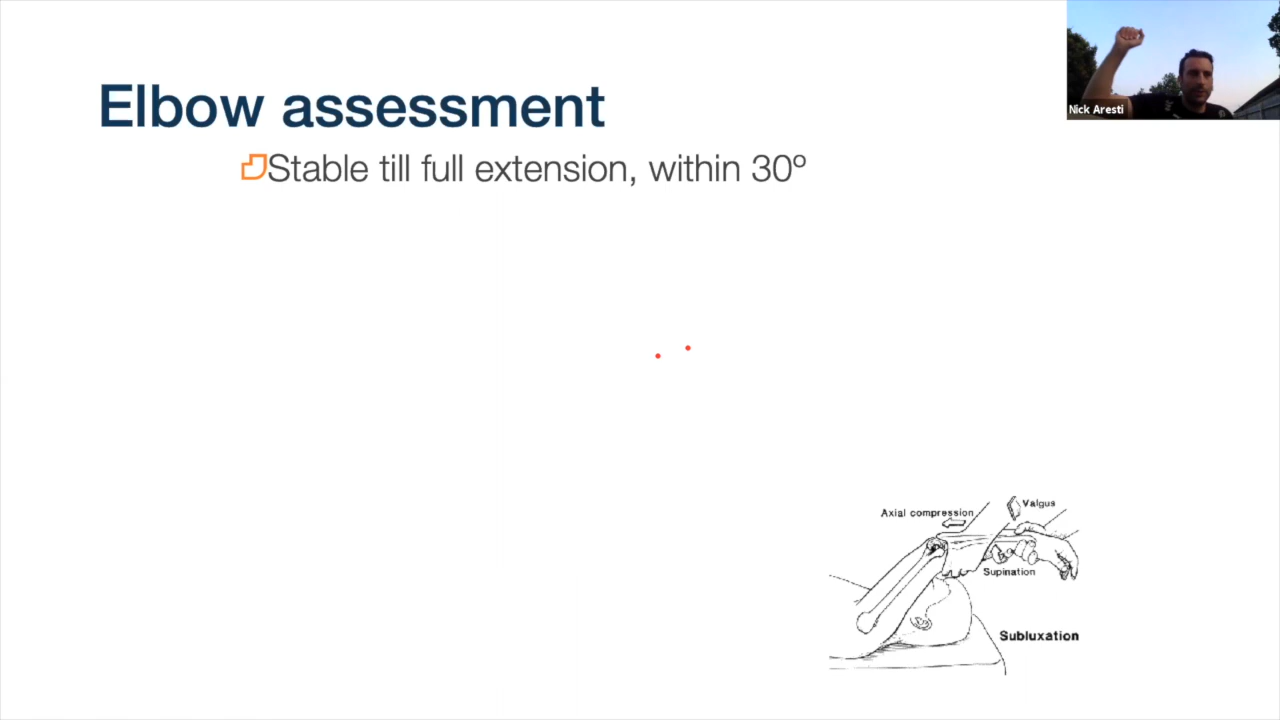 Nick Aresti
Elbow assessment
Stable till full extension, within 30º
Axial compression
Valgus
Supination
Subluxation